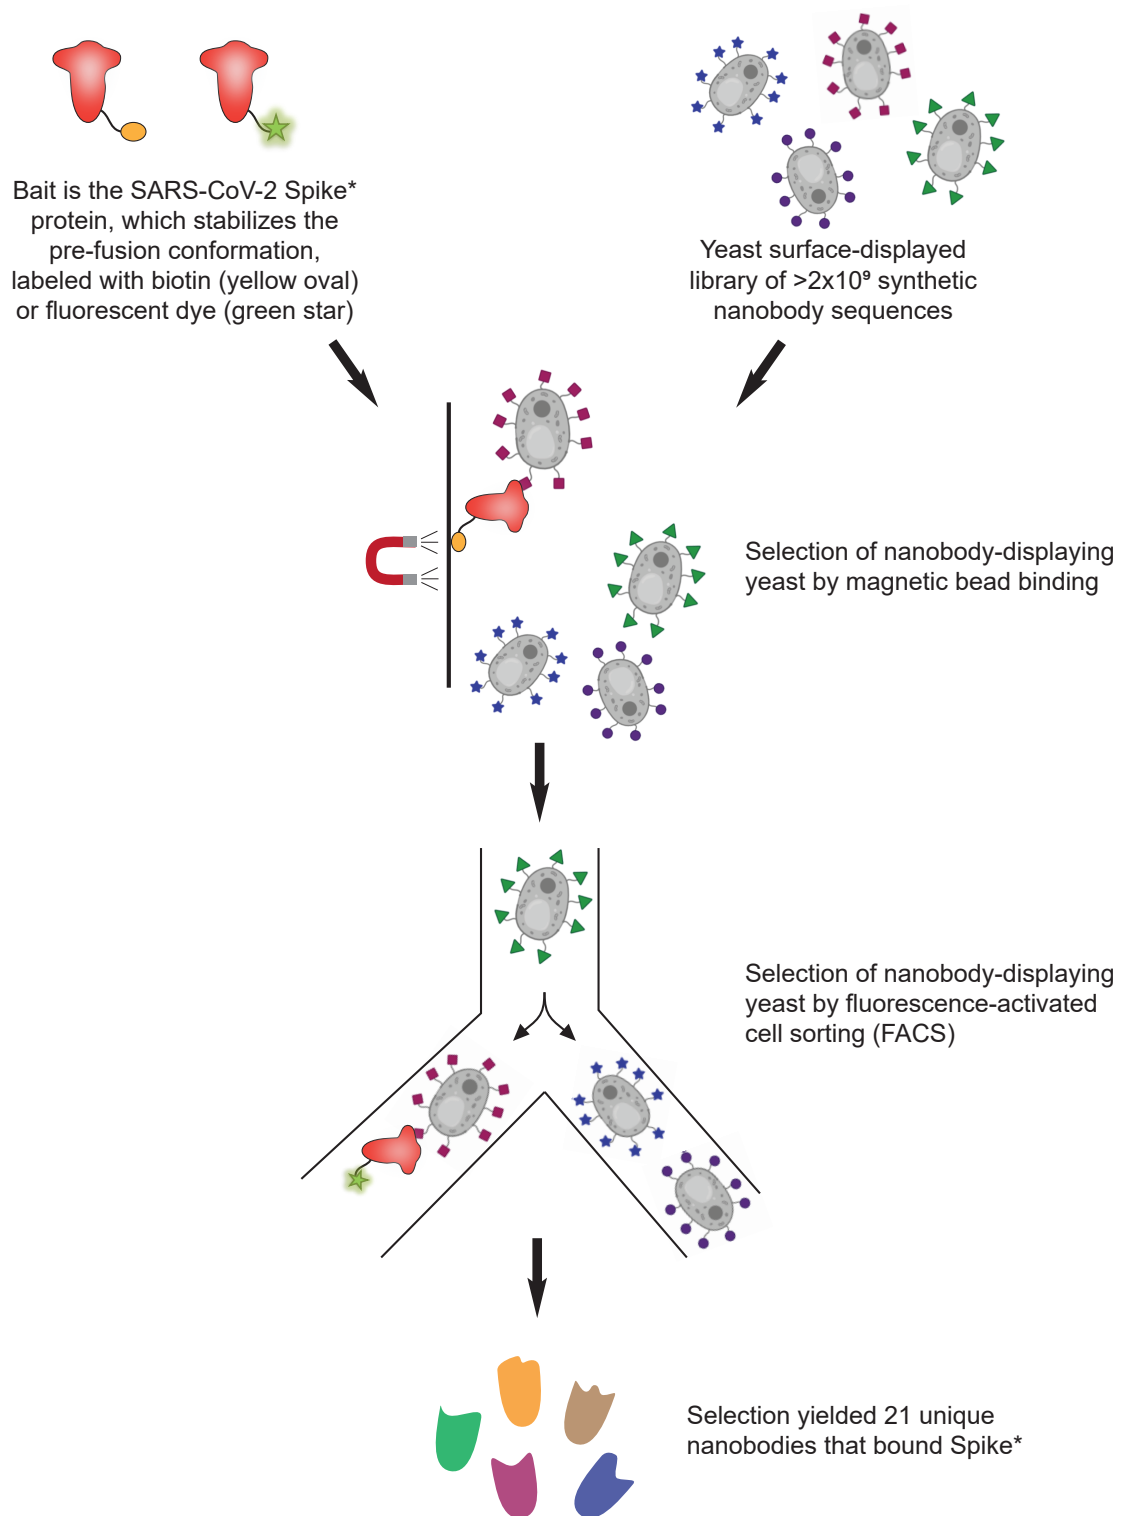 Bait is the SARS-CoV-2 Spike*
protein, which stabilizes the
pre-fusion conformation,
labeled with biotin (yellow oval)
or fluorescent dye (green star)
Yeast surface-displayed
library of >2x10⁹ synthetic
nanobody sequences
Selection of nanobody-displaying
yeast by magnetic bead binding
Selection of nanobody-displaying
yeast by fluorescence-activated
cell sorting (FACS)
Selection yielded 21 unique
nanobodies that bound Spike*